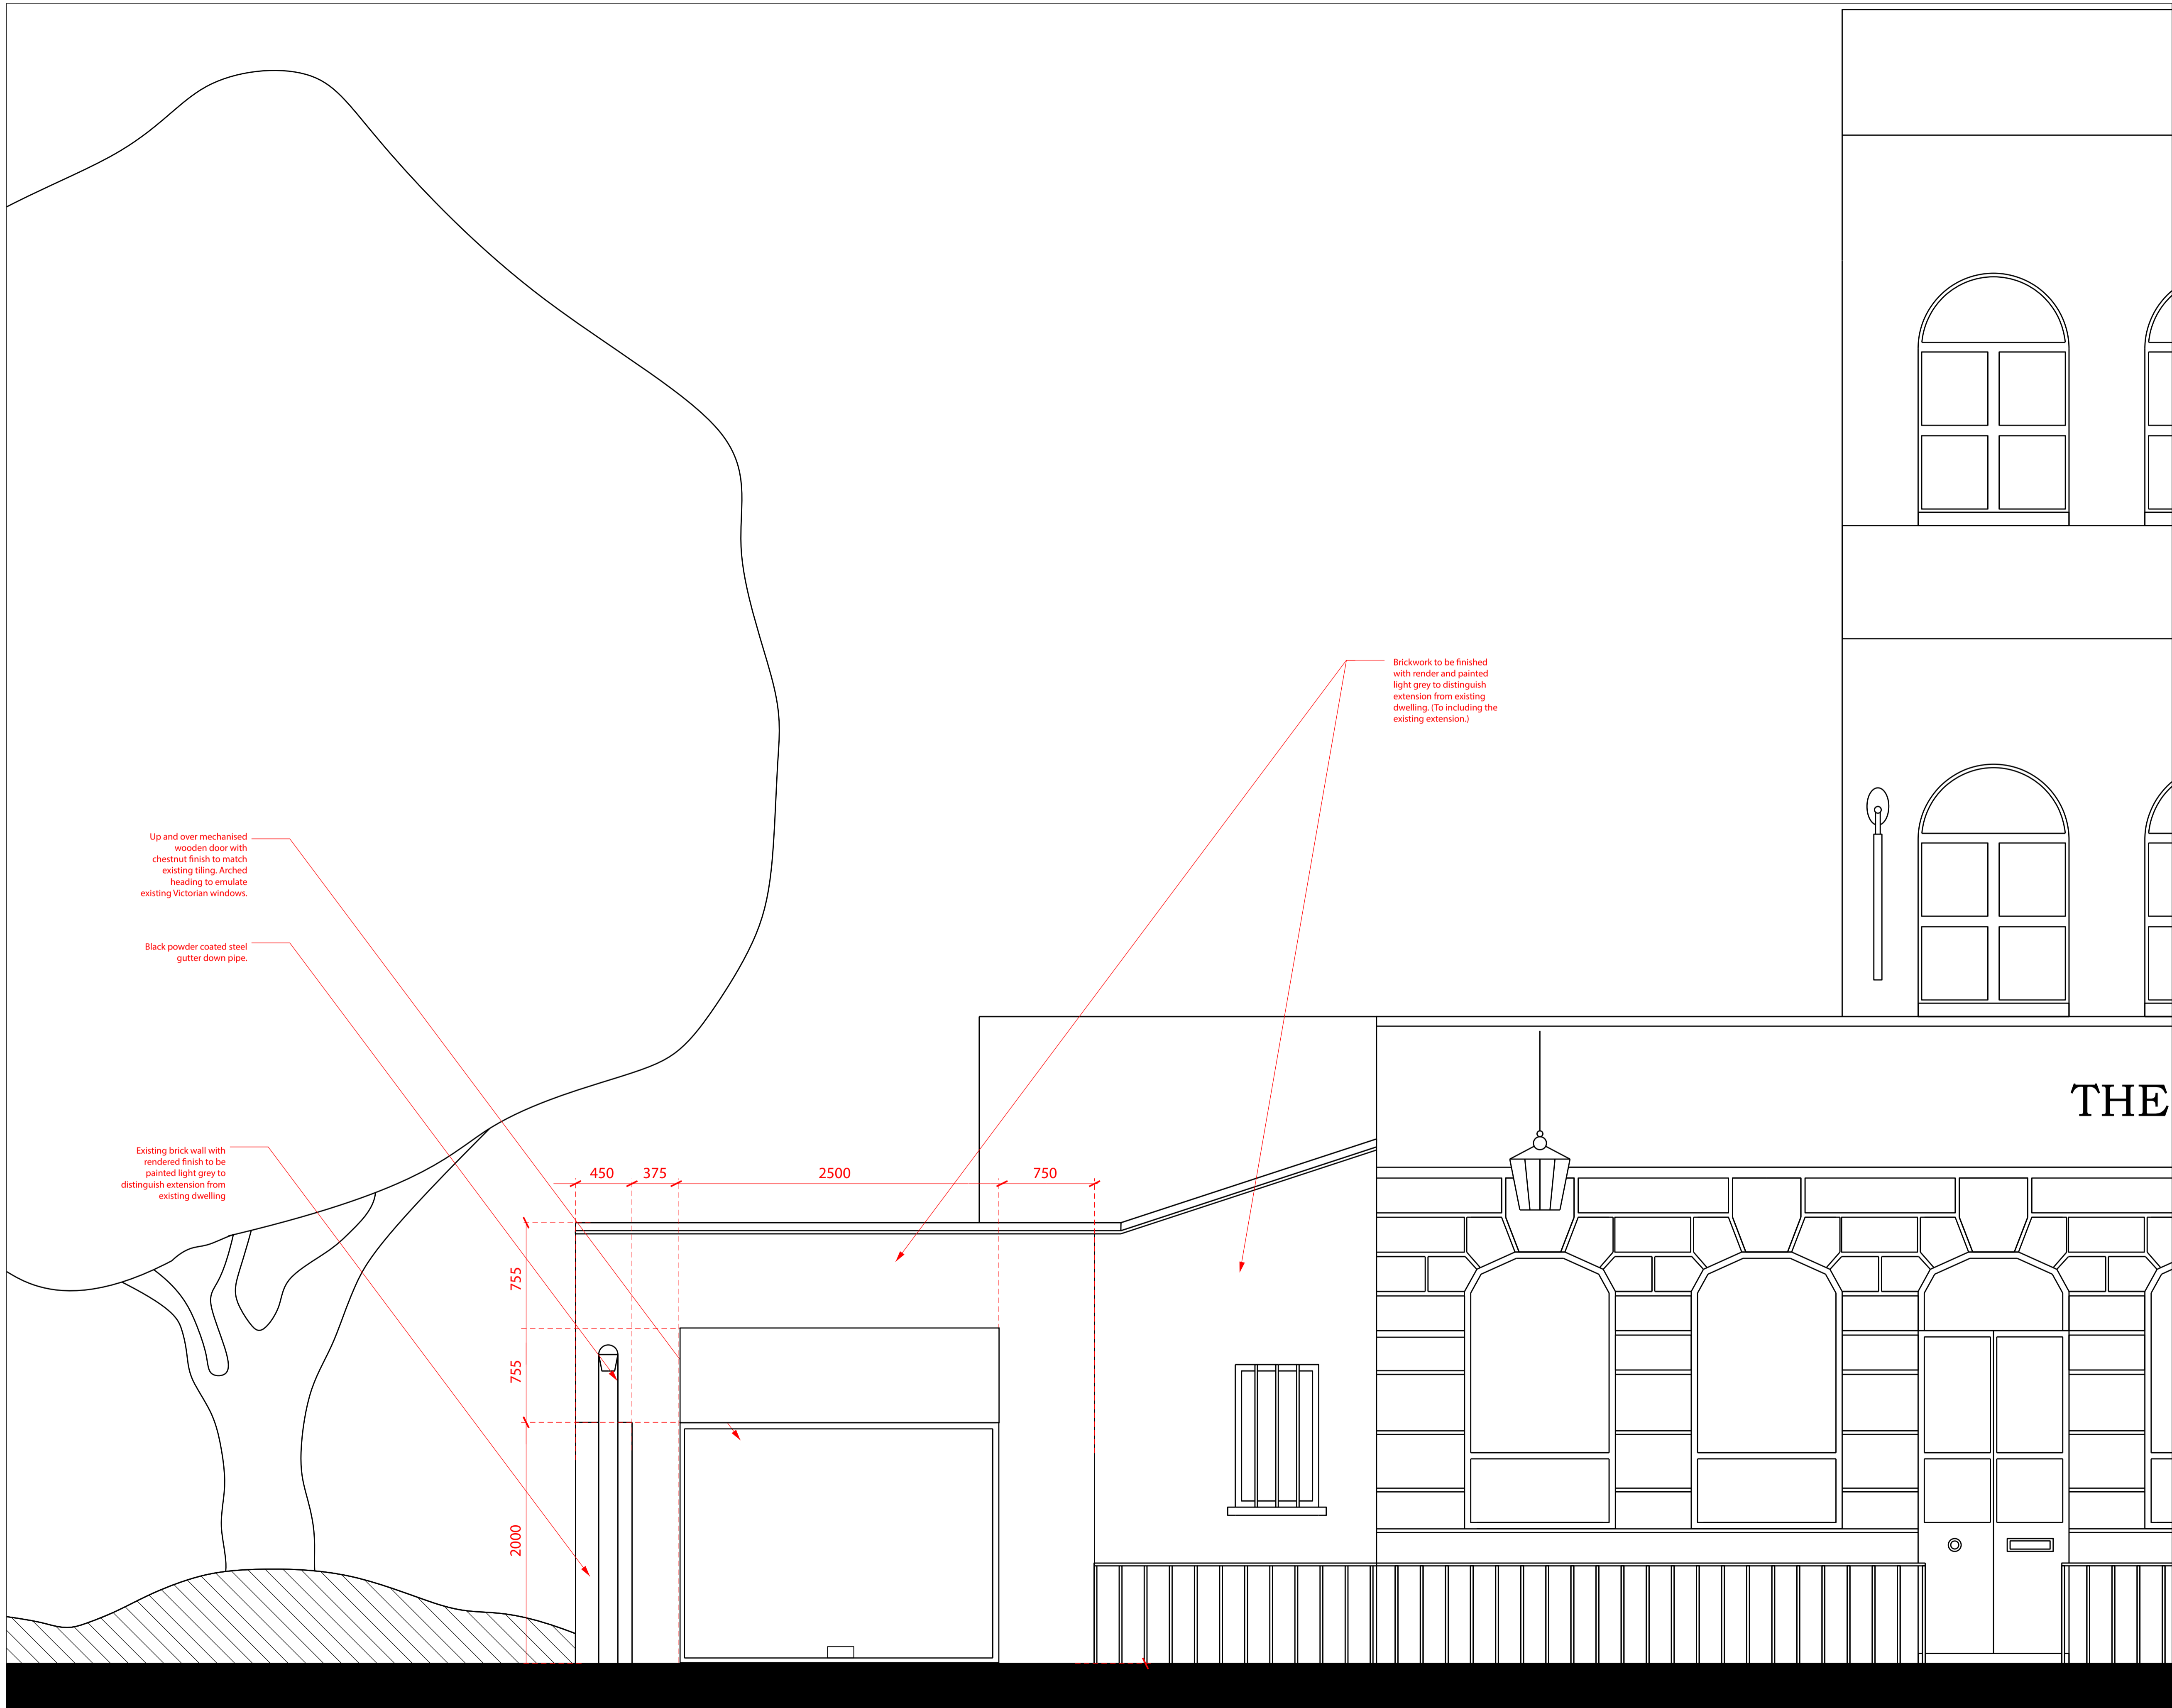 Brickwork to be finished
with render and painted
light grey to distinguish
extension from existing
dwelling. (To including the
existing extension.)
Up and over mechanised
wooden door with
chestnut finish to match
existing tiling. Arched
heading to emulate
existing Victorian windows.
Black powder coated steel
gutter down pipe.
THE
Existing brick wall with
rendered finish to be
painted light grey to
distinguish extension from
existing dwelling
450 375 2500 750
755
755
2000